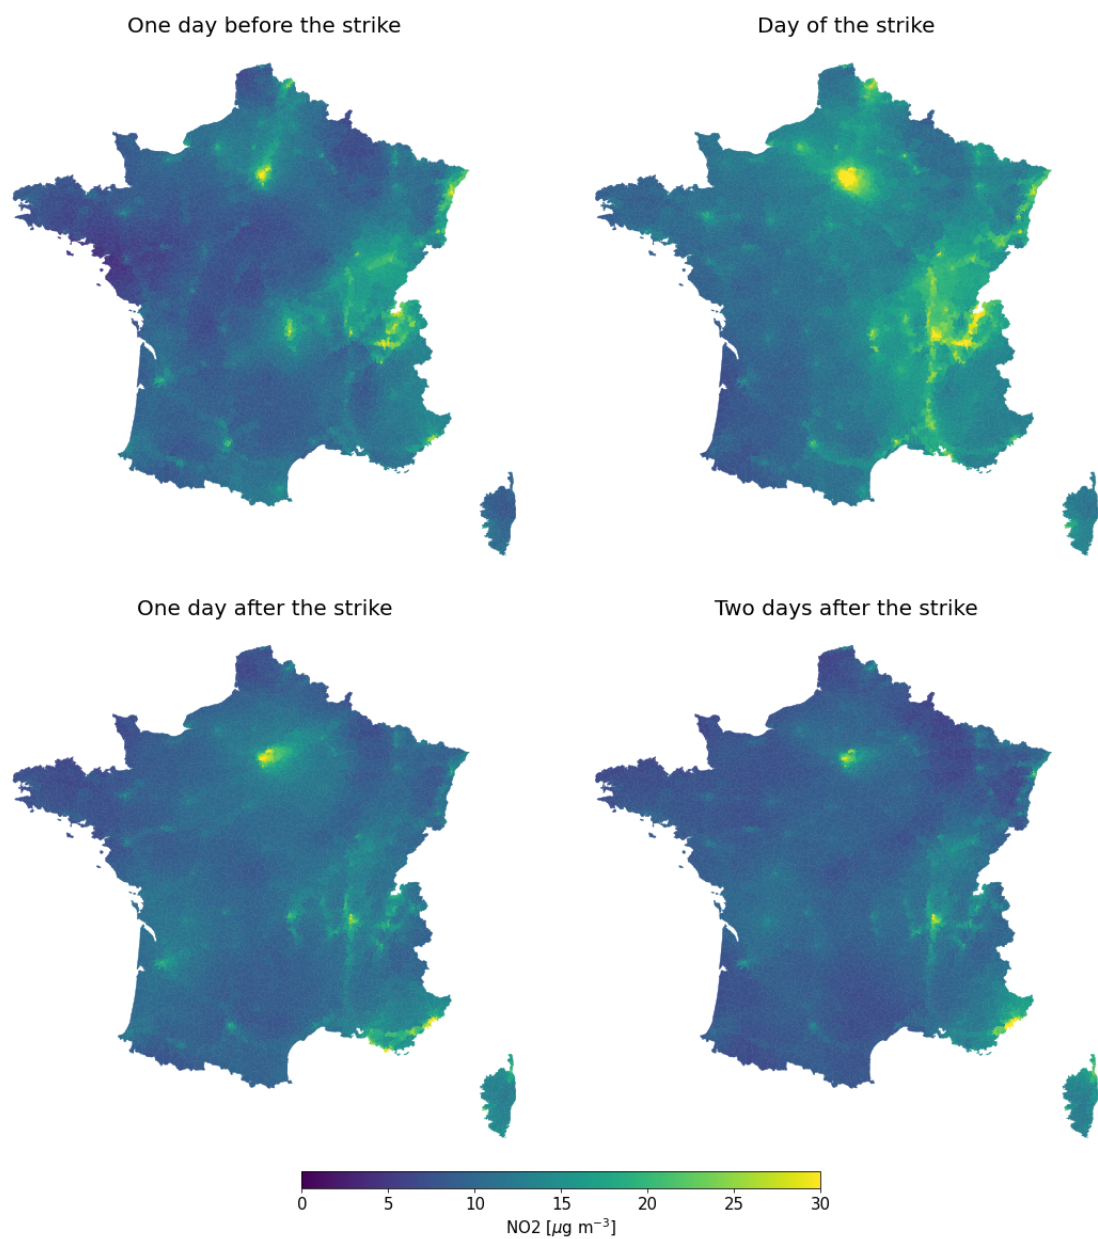 One day before the strike
Day of the strike
One day after the strike
Two days after the strike
0 5 10 15 20 25 30
NO2 [μg m⁻³]